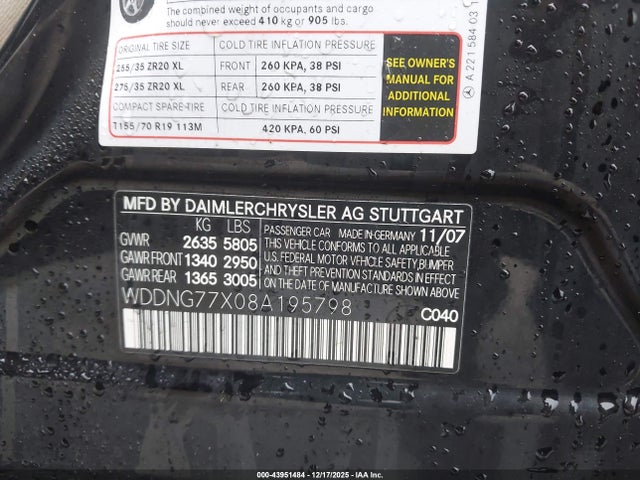 The combined weight of occupants and cargo
should never exceed 410 kg or 905 lbs.
ORIGINAL TIRE SIZE COLD TIRE INFLATION PRESSURE
255/35 ZR20 XL FRONT 260 KPA, 38 PSI
275/35 ZR20 XL REAR 260 KPA, 38 PSI
COMPACT SPARE-TIRE COLD TIRE INFLATION PRESSURE
T155/70 R19 113M 420 KPA, 60 PSI
SEE OWNER'S
MANUAL FOR
ADDITIONAL
INFORMATION
A 221 584 03
MFD BY DAIMLERCHRYSLER AG STUTTGART
KG LBS
GVWR 2635 5805
GAWR FRONT 1340 2950
GAWR REAR 1365 3005
PASSENGER CAR MADE IN GERMANY 11/07
THIS VEHICLE CONFORMS TO ALL APPLICABLE
U.S. FEDERAL MOTOR VEHICLE SAFETY, BUMPER
AND THEFT PREVENTION STANDARDS IN EFFECT
ON THE DATE OF MANUFACTURE SHOWN ABOVE.
WDDNG77X08A195798
C040
000-43951484 - 12/17/2025 - IAA, Inc.